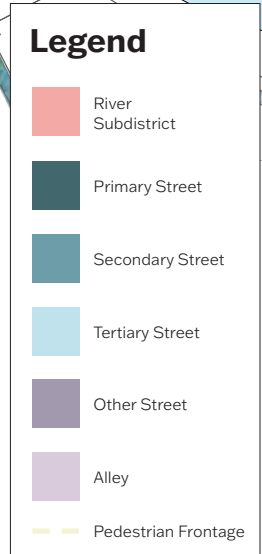 Legend
River
Subdistrict
Primary Street
Secondary Street
Tertiary Street
Other Street
Alley
Pedestrian Frontage